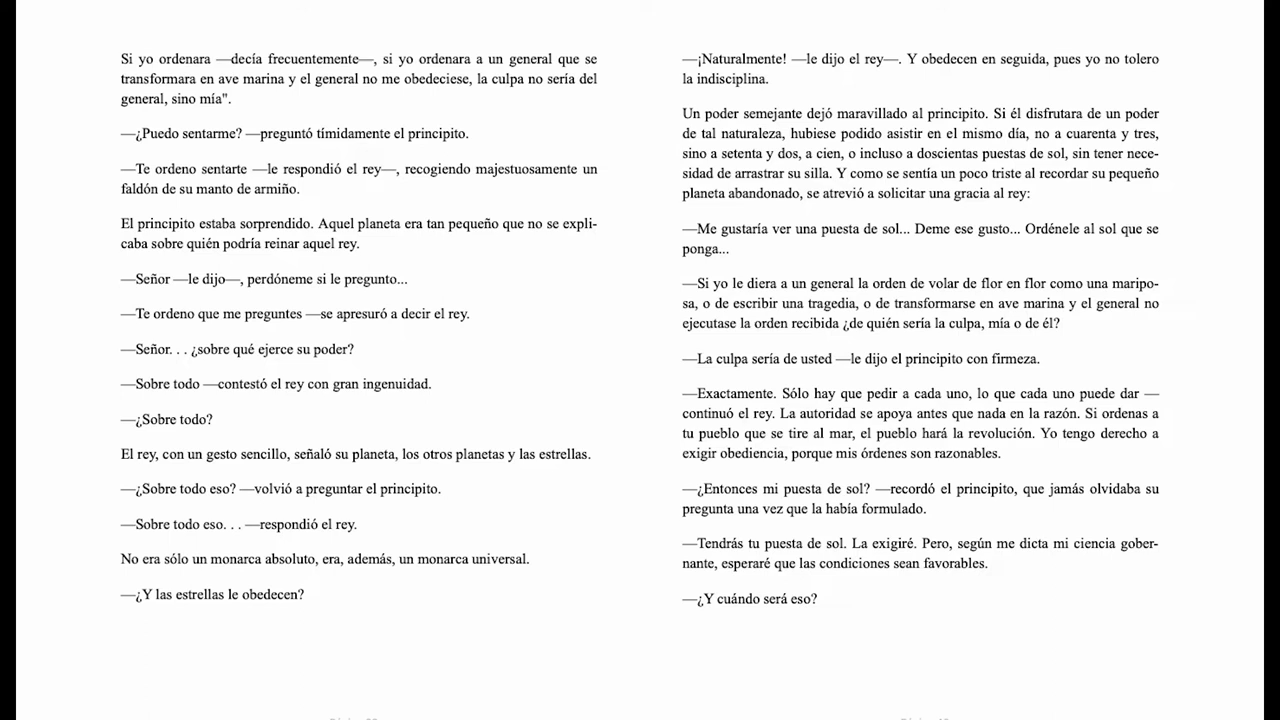 Si yo ordenara —decía frecuentemente—, si yo ordenara a un general que se
transformara en ave marina y el general no me obedeciese, la culpa no sería del
general, sino mía".
—¿Puedo sentarme? —preguntó tímidamente el principito.
—Te ordeno sentarte —le respondió el rey—, recogiendo majestuosamente un
faldón de su manto de armiño.
El principito estaba sorprendido. Aquel planeta era tan pequeño que no se expli-
caba sobre quién podría reinar aquel rey.
—Señor —le dijo—, perdóneme si le pregunto...
—Te ordeno que me preguntes —se apresuró a decir el rey.
—Señor. . . ¿sobre qué ejerce su poder?
—Sobre todo —contestó el rey con gran ingenuidad.
—¿Sobre todo?
El rey, con un gesto sencillo, señaló su planeta, los otros planetas y las estrellas.
—¿Sobre todo eso? —volvió a preguntar el principito.
—Sobre todo eso. . . —respondió el rey.
No era sólo un monarca absoluto, era, además, un monarca universal.
—¿Y las estrellas le obedecen?
—¡Naturalmente! —le dijo el rey—. Y obedecen en seguida, pues yo no tolero
la indisciplina.
Un poder semejante dejó maravillado al principito. Si él disfrutara de un poder
de tal naturaleza, hubiese podido asistir en el mismo día, no a cuarenta y tres,
sino a setenta y dos, a cien, o incluso a doscientas puestas de sol, sin tener nece-
sidad de arrastrar su silla. Y como se sentía un poco triste al recordar su pequeño
planeta abandonado, se atrevió a solicitar una gracia al rey:
—Me gustaría ver una puesta de sol... Deme ese gusto... Ordénele al sol que se
ponga...
—Si yo le diera a un general la orden de volar de flor en flor como una maripo-
sa, o de escribir una tragedia, o de transformarse en ave marina y el general no
ejecutase la orden recibida ¿de quién sería la culpa, mía o de él?
—La culpa sería de usted —le dijo el principito con firmeza.
—Exactamente. Sólo hay que pedir a cada uno, lo que cada uno puede dar —
continuó el rey. La autoridad se apoya antes que nada en la razón. Si ordenas a
tu pueblo que se tire al mar, el pueblo hará la revolución. Yo tengo derecho a
exigir obediencia, porque mis órdenes son razonables.
—¿Entonces mi puesta de sol? —recordó el principito, que jamás olvidaba su
pregunta una vez que la había formulado.
—Tendrás tu puesta de sol. La exigiré. Pero, según me dicta mi ciencia gober-
nante, esperaré que las condiciones sean favorables.
—¿Y cuándo será eso?